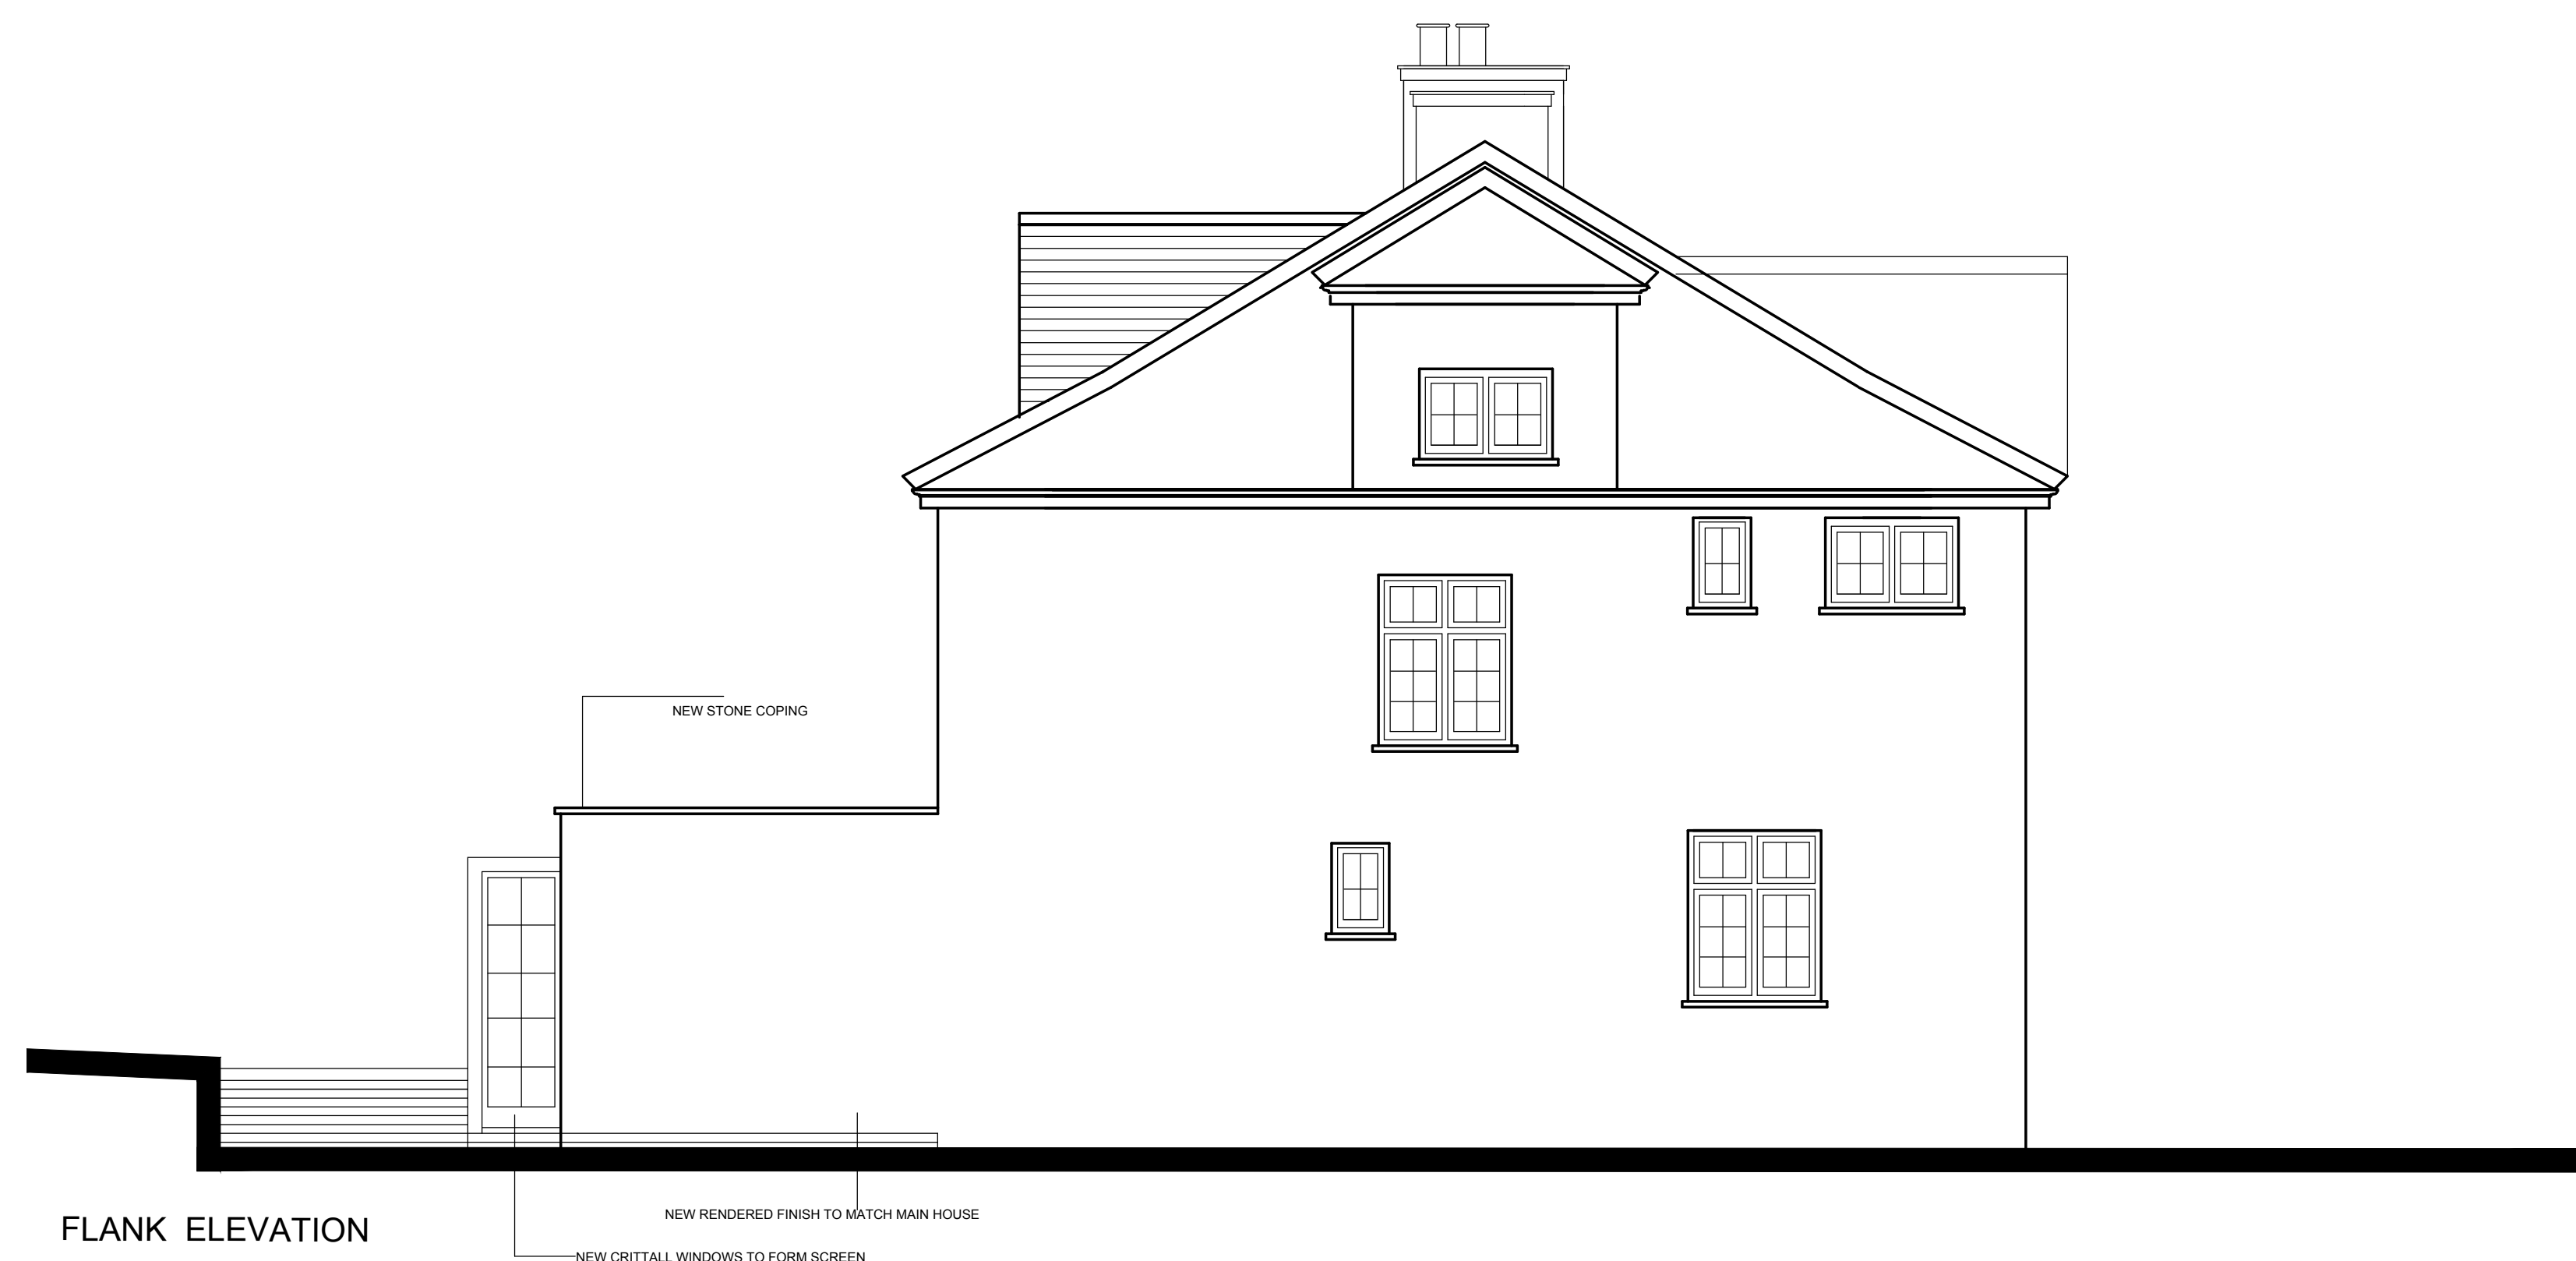 NEW STONE COPING
NEW RENDERED FINISH TO MATCH MAIN HOUSE
FLANK ELEVATION
NEW CRITTALL WINDOWS TO FORM SCREEN